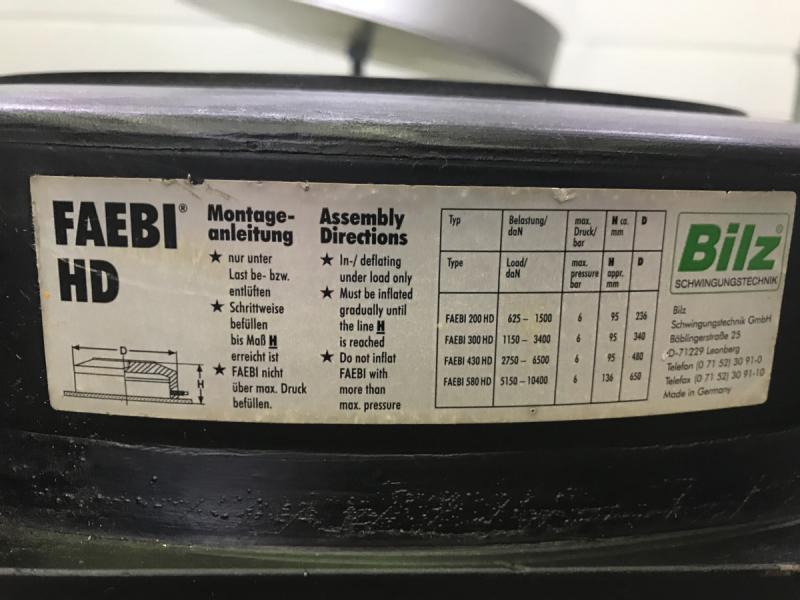 FAEBI®
HD
D
H
Montage-
anleitung
★ nur unter
Last be- bzw.
entlüften
★ Schrittweise
befüllen
bis Maß H
erreicht ist
★ FAEBI nicht
über max. Druck
befüllen.
Assembly
Directions
★ In-/ deflating
under load only
★ Must be inflated
gradually until
the line H
is reached
★ Do not inflat
FAEBI with
more than
max. pressure
Typ Belastung/ daN max. Druck/ bar H ca. mm D
Type Load/ daN max. pressure bar H appr. mm D
FAEBI 200 HD 625 – 1500 6 95 236
FAEBI 300 HD 1150 – 3400 6 95 340
FAEBI 430 HD 2750 – 6500 6 95 480
FAEBI 580 HD 5150 – 10400 6 136 650
Bilz®
SCHWINGUNGSTECHNIK
Bilz
Schwingungstechnik GmbH
Böblingerstraße 25
D-71229 Leonberg
Telefon (0 71 52) 30 91-0
Telefax (0 71 52) 30 91-10
Made in Germany